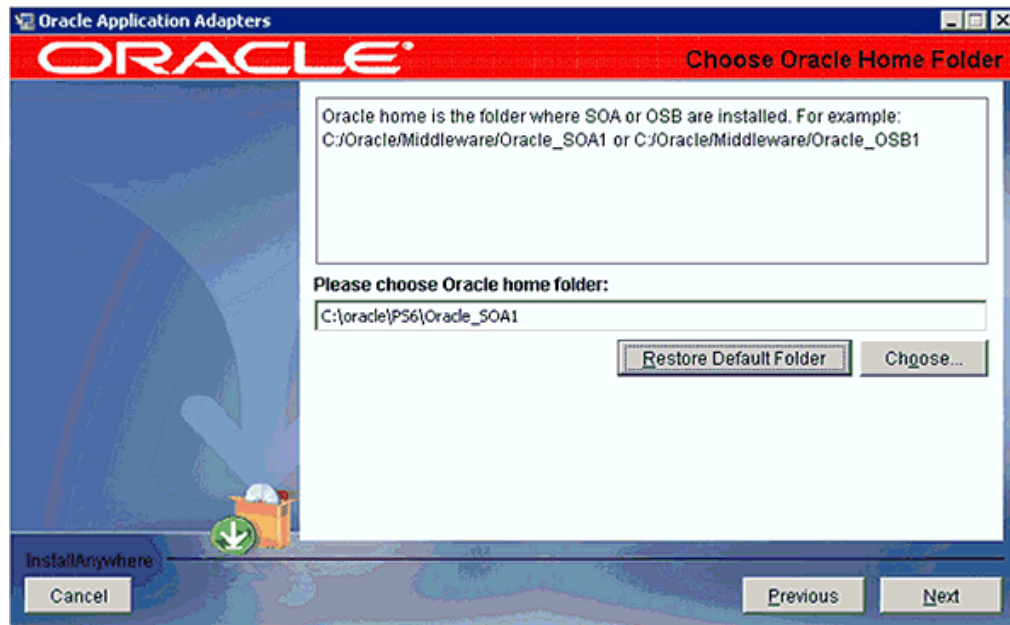 Oracle Application Adapters
ORACLE
Choose Oracle Home Folder
Oracle home is the folder where SOA or OSB are installed. For example:
C:/Oracle/Middleware/Oracle_SOA1 or C:/Oracle/Middleware/Oracle_OSB1
Please choose Oracle home folder:
C:\oracle\PS6\Oracle_SOA1
Restore Default Folder
Choose...
InstallAnywhere
Cancel
Previous
Next